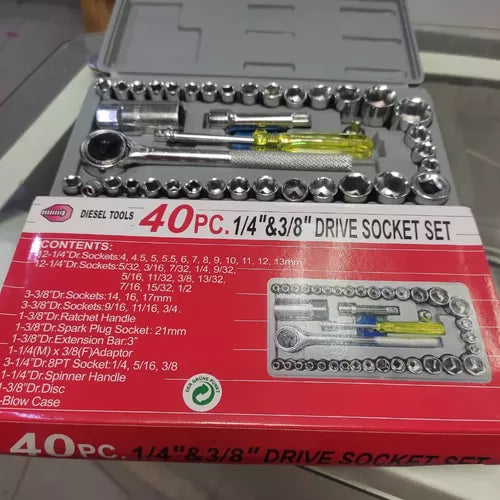 DIESEL TOOLS 40PC. 1/4"&3/8" DRIVE SOCKET SET
CONTENTS:
12-1/4"Dr.Sockets:4, 4.5, 5, 5.5, 6, 7, 8, 9, 10, 11, 12, 13mm
12-1/4"Dr.Sockets:5/32, 3/16, 7/32, 1/4, 9/32,
5/16, 11/32, 3/8, 13/32,
7/16, 15/32, 1/2
3-3/8"Dr.Sockets:14, 16, 17mm
3-3/8"Dr.Sockets:9/16, 11/16, 3/4.
1-3/8"Dr.Ratchet Handle
1-3/8"Dr.Spark Plug Socket: 21mm
1-3/8"Dr.Extension Bar:3"
1-1/4(M) x 3/8(F)Adaptor
3-1/4"Dr.8PT Socket:1/4, 5/16, 3/8
1-1/4"Dr.Spinner Handle
1-3/8"Dr.Disc
-Blow Case
DER GRÜNE PUNKT
40PC. 1/4"&3/8" DRIVE SOCKET SET